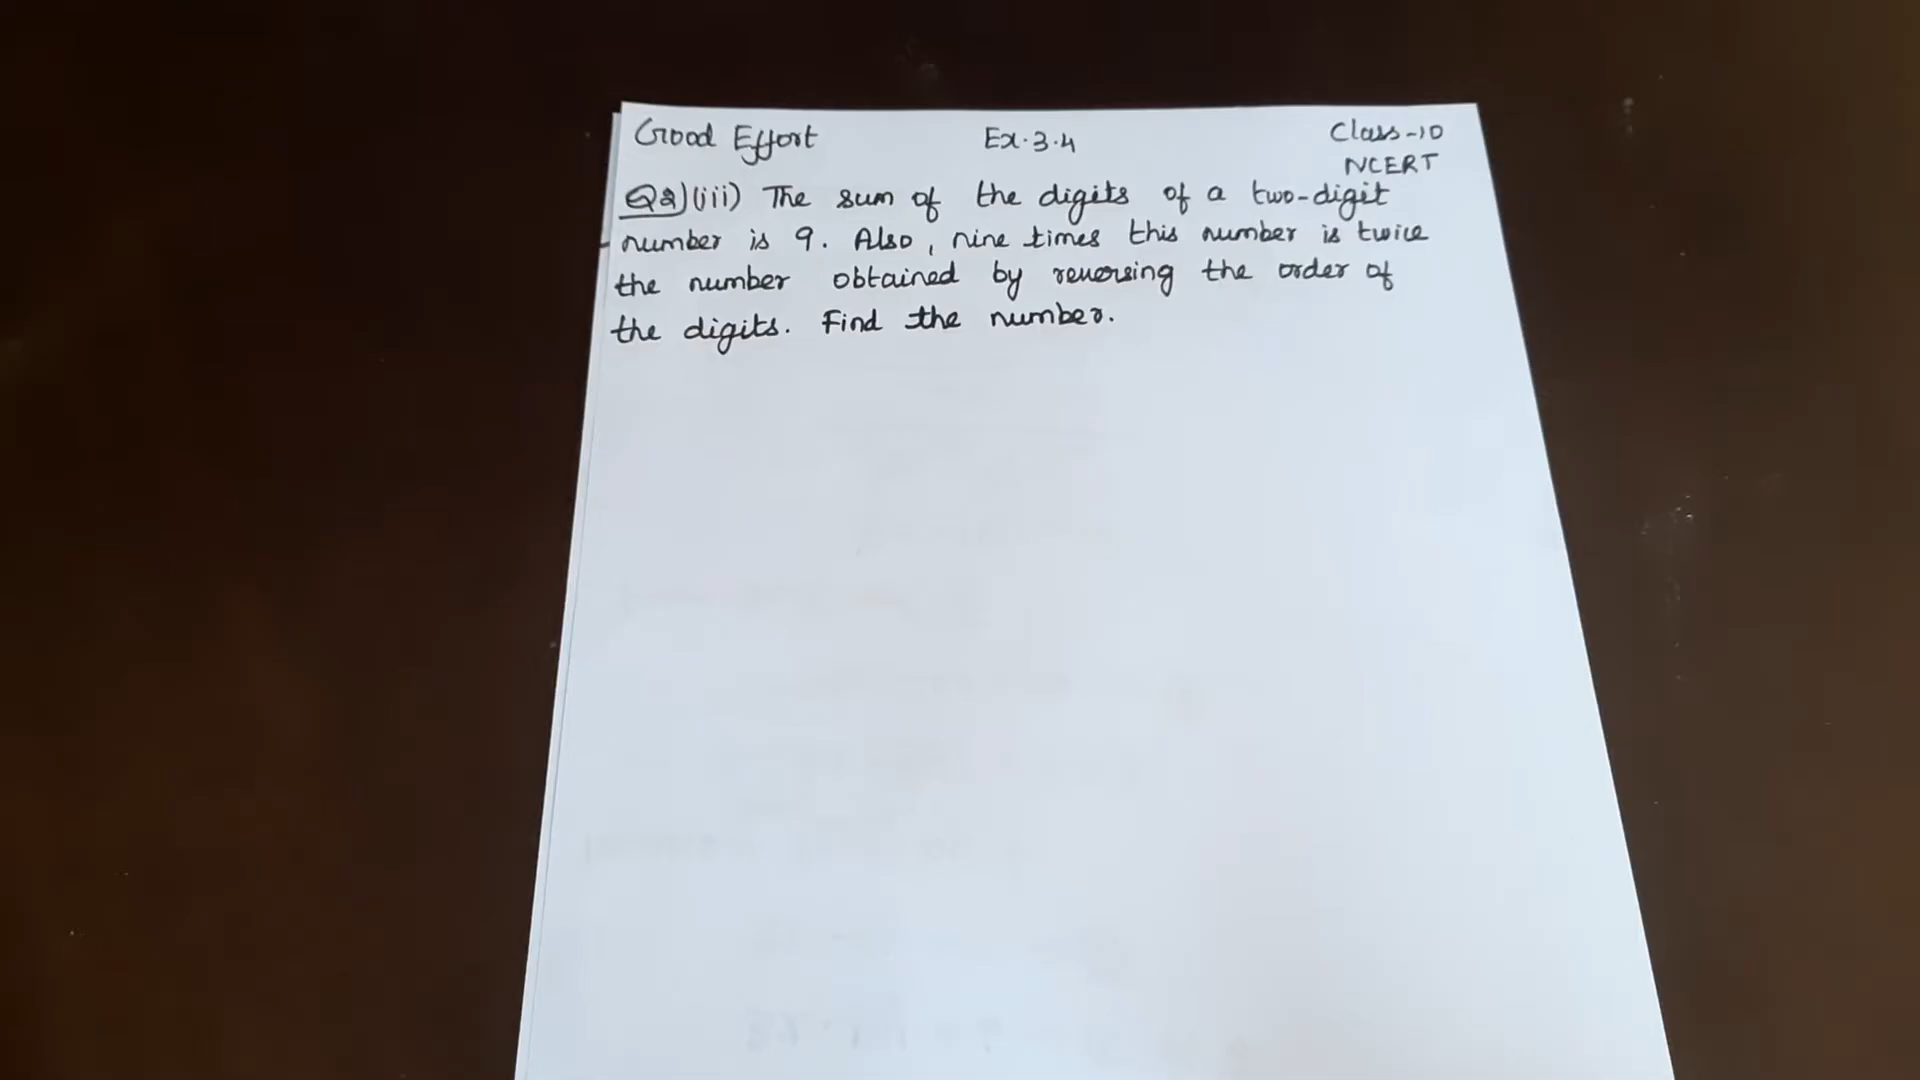 Good Effort Ex.3.4 Class-10
NCERT
Q2)(iii) The sum of the digits of a two-digit
number is 9. Also, nine times this number is twice
the number obtained by reversing the order of
the digits. Find the number.